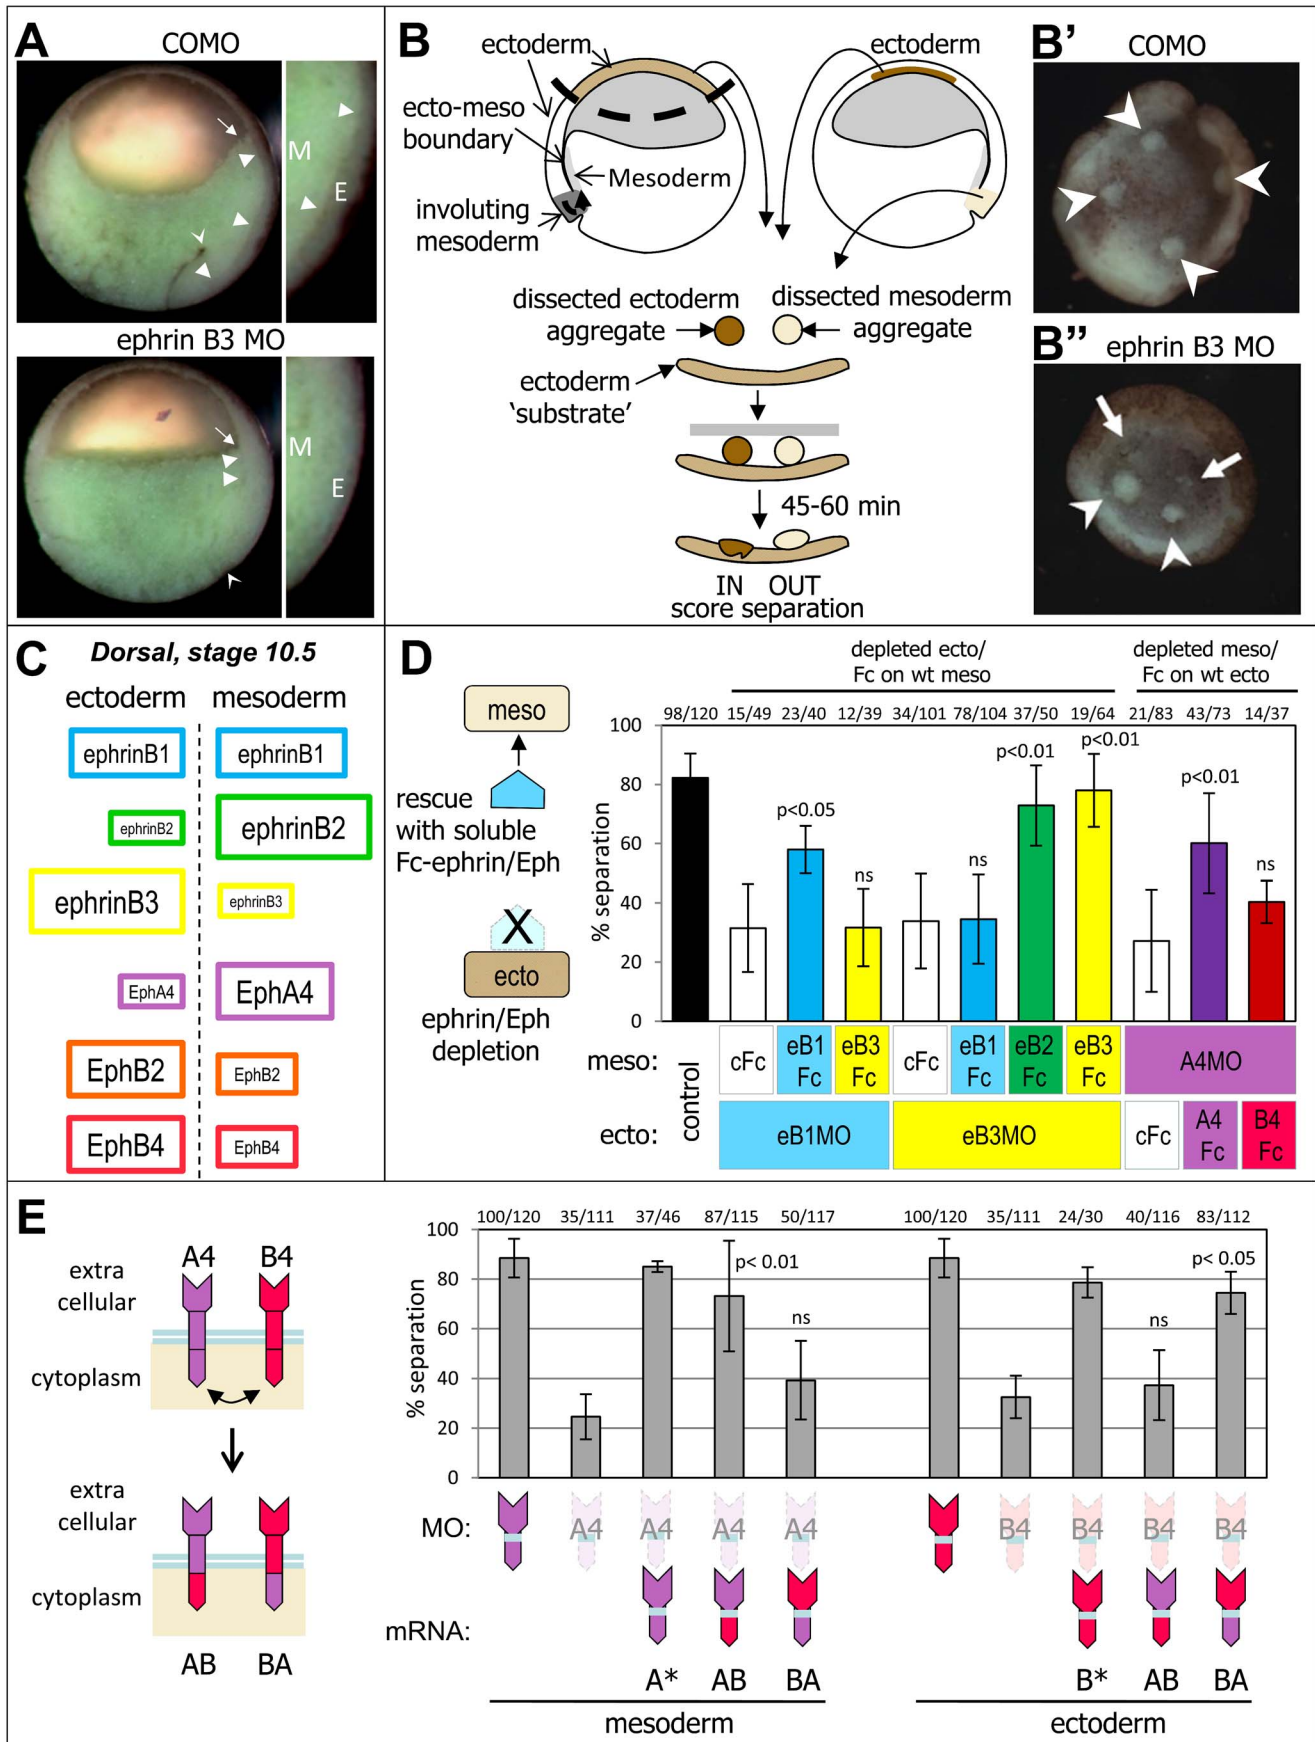 A
COMO
M
E
ephrin B3 MO
M
E
B
ectoderm
ecto-meso
boundary
Mesoderm
involuting
mesoderm
ectoderm
dissected ectoderm
aggregate
dissected mesoderm
aggregate
ectoderm
'substrate'
45-60 min
IN OUT
score separation
B'
COMO
B"
ephrin B3 MO
C
Dorsal, stage 10.5
ectoderm mesoderm
ephrinB1 ephrinB1
ephrinB2 ephrinB2
ephrinB3 ephrinB3
EphA4 EphA4
EphB2 EphB2
EphB4 EphB4
D
meso
rescue
with soluble
Fc-ephrin/Eph
X
ecto
ephrin/Eph
depletion
depleted ecto/
Fc on wt meso
depleted meso/
Fc on wt ecto
98/120 15/49 23/40 12/39 34/101 78/104 37/50 19/64 21/83 43/73 14/37
% separation
100
80
60
40
20
0
p<0.05
ns
ns
p<0.01
p<0.01
p<0.01
ns
control
meso: cFc eB1 Fc eB3 Fc cFc eB1 Fc eB2 Fc eB3 Fc A4MO
ecto: eB1MO eB3MO cFc A4 Fc B4 Fc
E
A4 B4
extra
cellular
cytoplasm
extra
cellular
cytoplasm
AB BA
100/120 35/111 37/46 87/115 50/117 100/120 35/111 24/30 40/116 83/112
% separation
100
80
60
40
20
0
p< 0.01
ns
ns
p< 0.05
MO: A4 A4 A4 A4 B4 B4 B4 B4
mRNA:
A* AB BA B* AB BA
mesoderm ectoderm